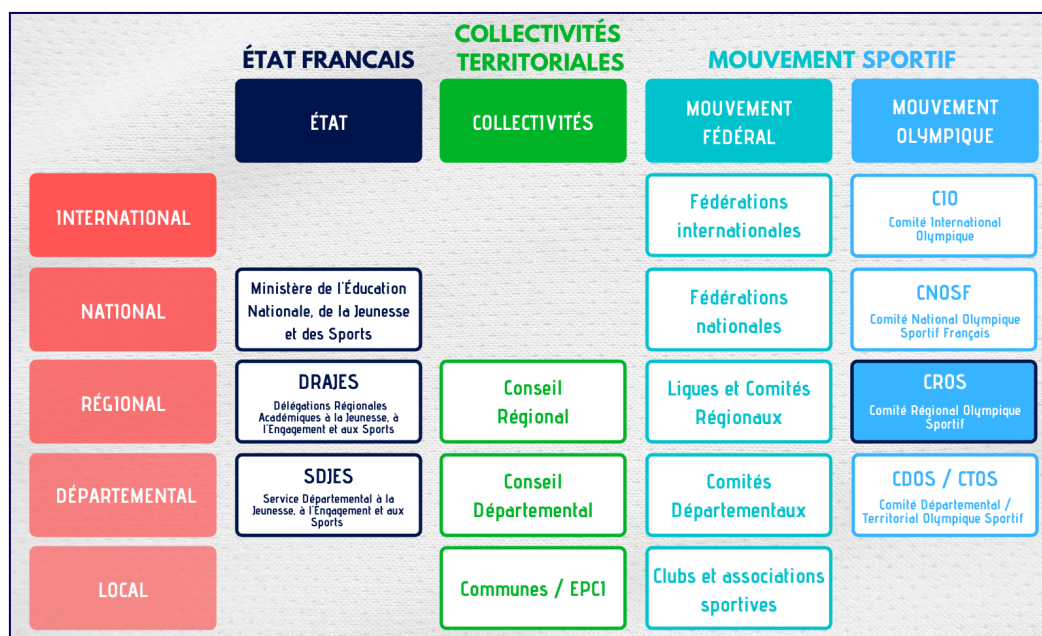 ÉTAT FRANCAIS
COLLECTIVITÉS
TERRITORIALES
MOUVEMENT SPORTIF
ÉTAT
COLLECTIVITÉS
MOUVEMENT
FÉDÉRAL
MOUVEMENT
OLYMPIQUE
INTERNATIONAL
Fédérations
internationales
CIO
Comité International
Olympique
NATIONAL
Ministère de l'Éducation
Nationale, de la Jeunesse
et des Sports
Fédérations
nationales
CNOSF
Comité National Olympique
Sportif Français
RÉGIONAL
DRAJES
Délégations Régionales
Académiques à la Jeunesse, à
l'Engagement et aux Sports
Conseil
Régional
Ligues et Comités
Régionaux
CROS
Comité Régional Olympique
Sportif
DÉPARTEMENTAL
SDJES
Service Départemental à la
Jeunesse, à l'Engagement et aux
Sports
Conseil
Départemental
Comités
Départementaux
CDOS / CTOS
Comité Départemental /
Territorial Olympique Sportif
LOCAL
Communes / EPCI
Clubs et associations
sportives